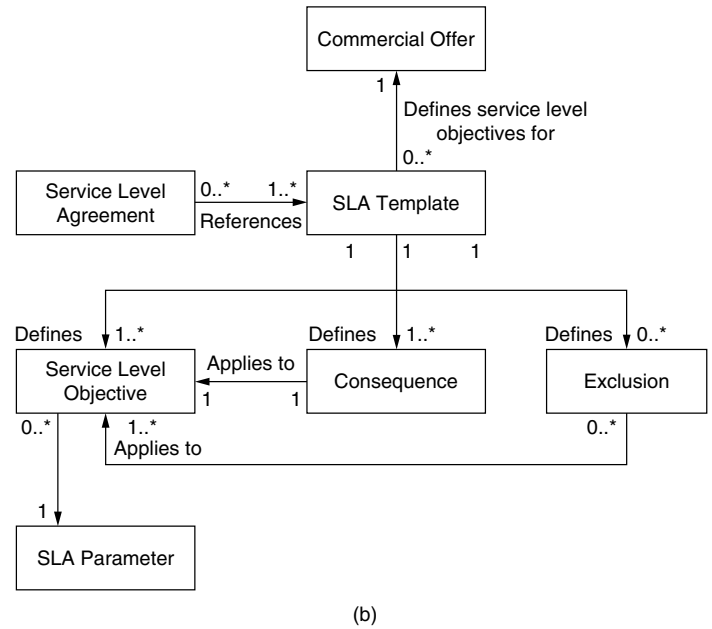 Commercial Offer
1
Defines service level
objectives for
0..*
Service Level
Agreement
0..* 1..*
References
SLA Template
1 1 1
Defines 1..*
Defines 1..*
Defines 0..*
Service Level
Objective
Applies to
1 1
Consequence
Exclusion
0..* 1..*
Applies to
0..*
1
SLA Parameter
(b)